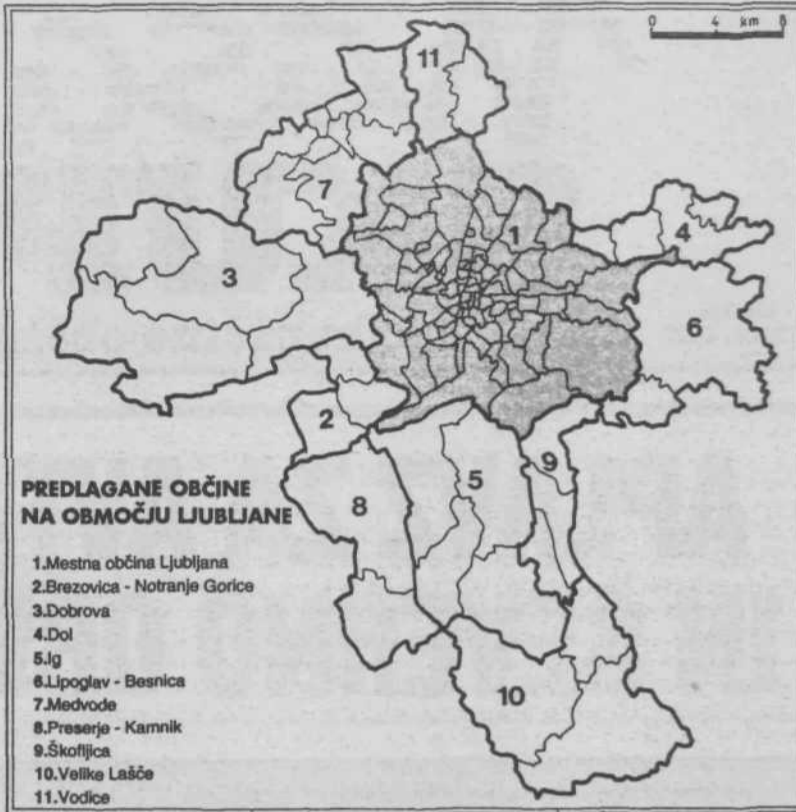 0 4 km 8
11
7
1
4
3
6
2
9
5
8
10
PREDLAGANE OBČINE
NA OBMOČJU LJUBLJANE
1.Mestna občina Ljubljana
2.Brezovica - Notranje Gorice
3.Dobrova
4.Dol
5.Ig
6.Lipoglav - Besnica
7.Medvode
8.Preserje - Kamnik
9.Škofljica
10.Velike Lašče
11.Vodice